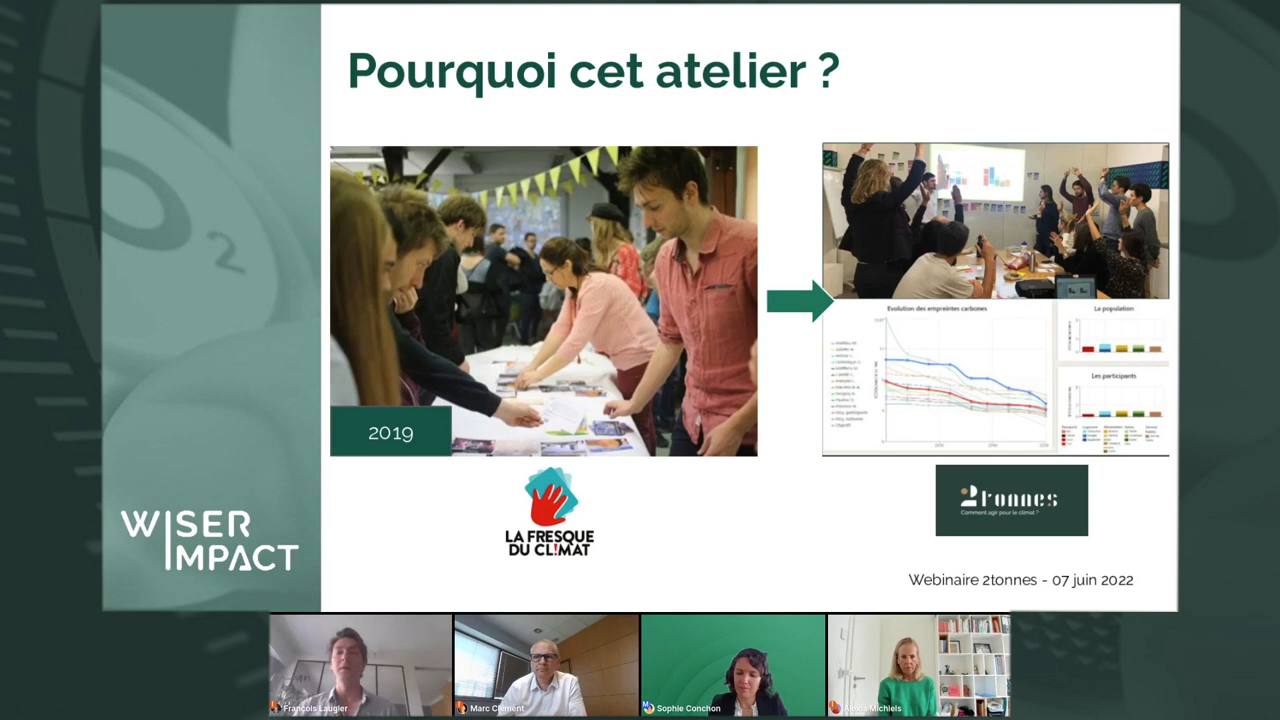 Pourquoi cet atelier ?
2019
Evolution des empreintes carbones
La population
Les participants
LA FRESQUE
DU CL!MAT
2tonnes
Comment agir pour le climat ?
WISER
IMPACT
Webinaire 2tonnes - 07 juin 2022
François Laugier
Marc Clément
Sophie Conchon
Michiels